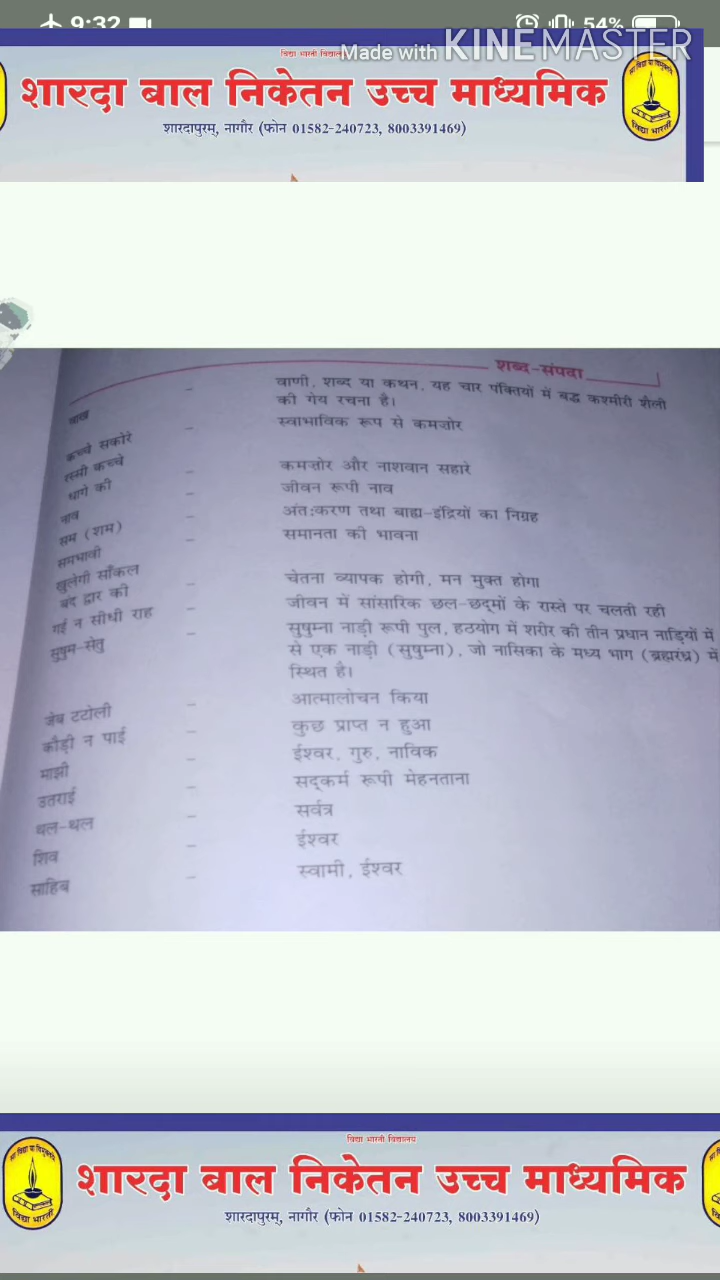 9:32 54%
विद्या भारती विद्यालय
Made with KINEMASTER
शारदा बाल निकेतन उच्च माध्यमिक
शारदापुरम्, नागौर (फोन 01582-240723, 8003391469)
विद्या भारती
शब्द-संपदा
वाख - वाणी, शब्द या कथन, यह चार पंक्तियों में बद्ध कश्मीरी शैली
की गेय रचना है।
कच्चे सकोरे - स्वाभाविक रूप से कमज़ोर
रस्सी कच्चे
धागे की - कमज़ोर और नाशवान सहारे
नाव - जीवन रूपी नाव
सम (शम) - अंतःकरण तथा बाह्य-इंद्रियों का निग्रह
समभावी - समानता की भावना
खुलेगी साँकल
बंद द्वार की - चेतना व्यापक होगी, मन मुक्त होगा
गई न सीधी राह - जीवन में सांसारिक छल-छद्मों के रास्ते पर चलती रही
सुषुम-सेतु - सुषुम्ना नाड़ी रूपी पुल, हठयोग में शरीर की तीन प्रधान नाड़ियों में
से एक नाड़ी (सुषुम्ना), जो नासिका के मध्य भाग (ब्रह्मरंध्र) में
स्थित है।
जेब टटोली - आत्मालोचन किया
कौड़ी न पाई - कुछ प्राप्त न हुआ
माझी - ईश्वर, गुरु, नाविक
उतराई - सद्कर्म रूपी मेहनताना
थल-थल - सर्वत्र
शिव - ईश्वर
साहिब - स्वामी, ईश्वर
विद्या भारती विद्यालय
शारदा बाल निकेतन उच्च माध्यमिक
शारदापुरम्, नागौर (फोन 01582-240723, 8003391469)
विद्या भारती